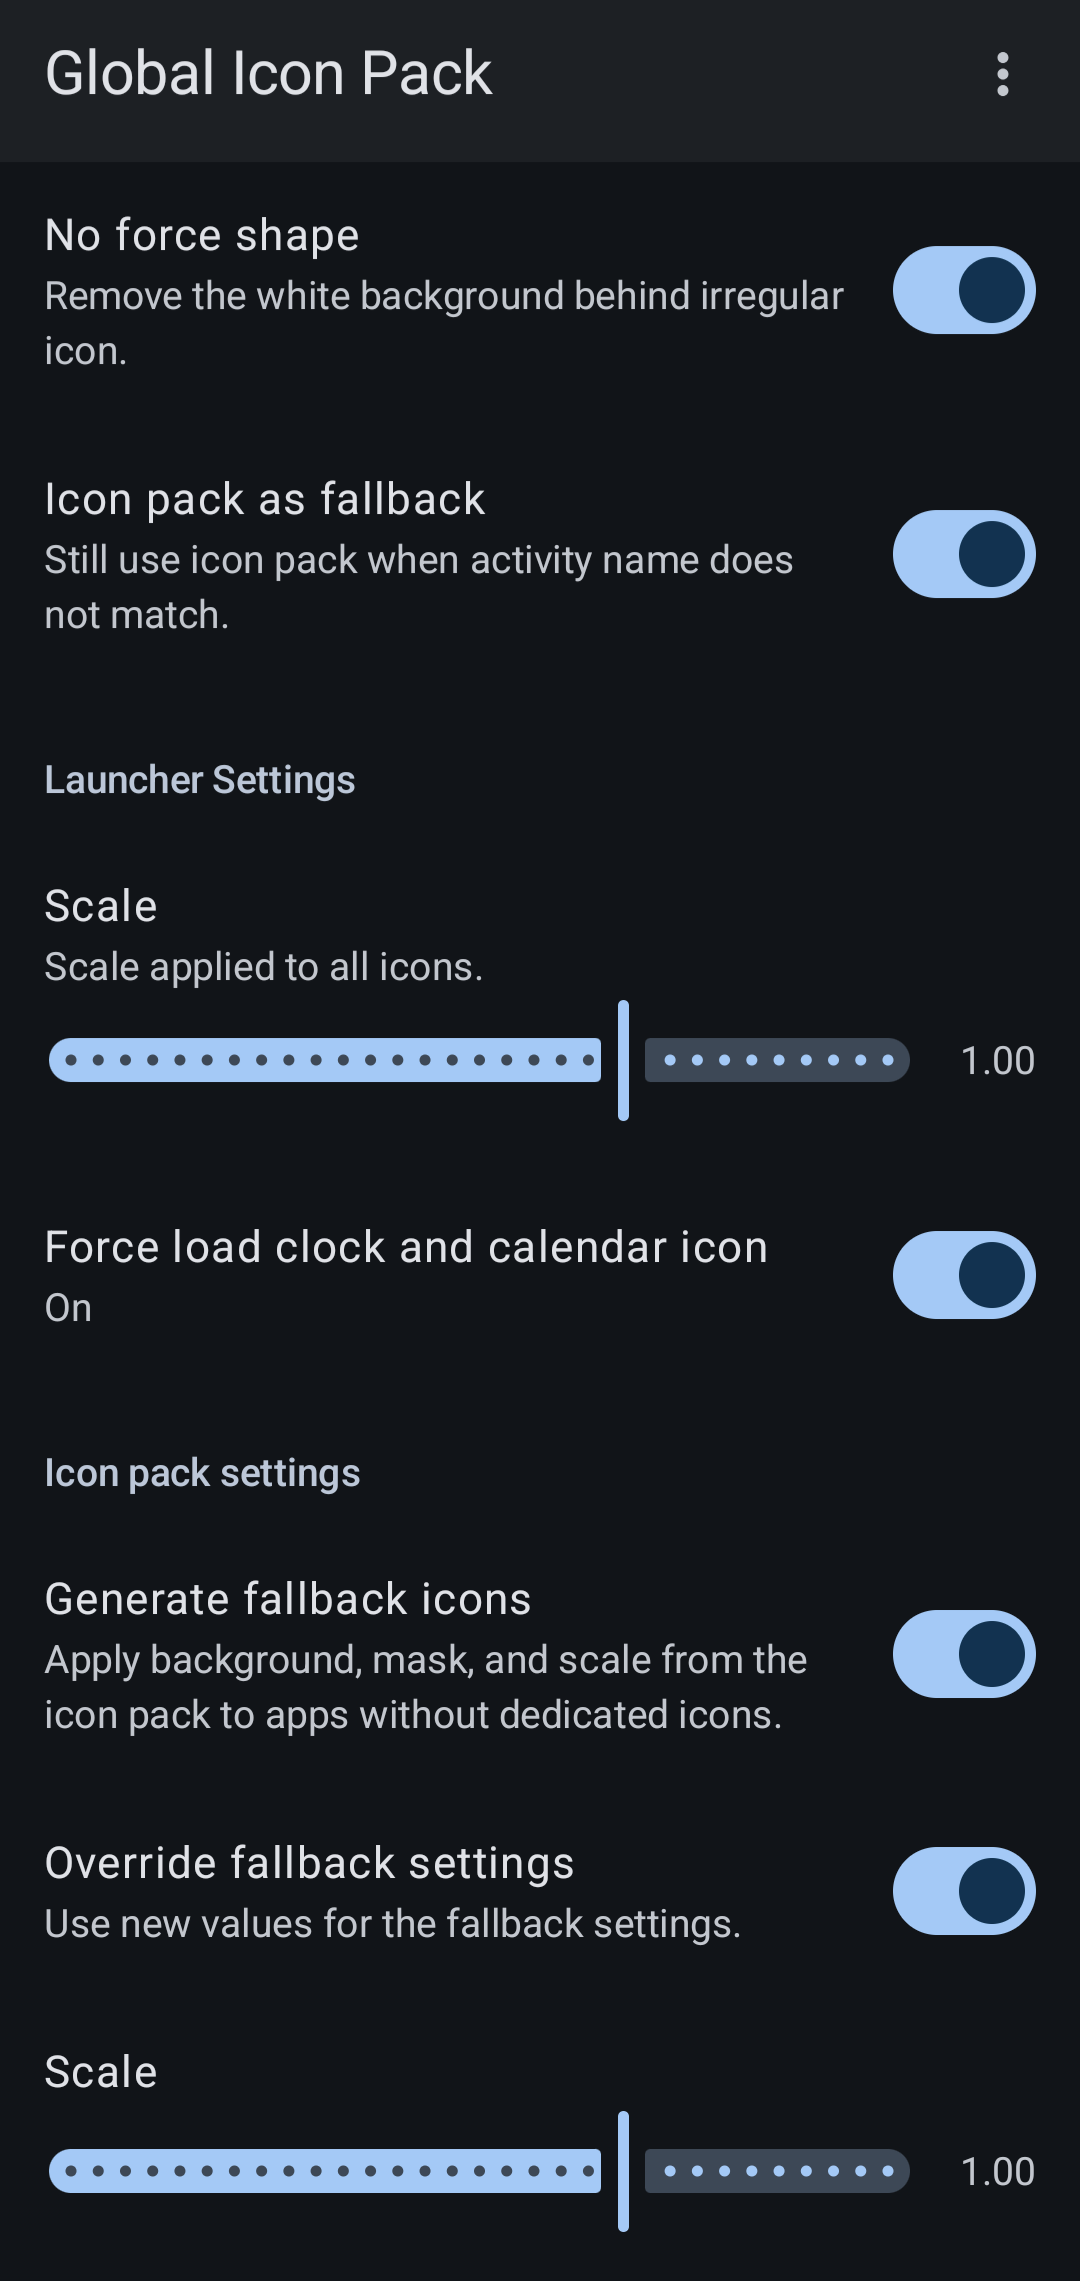 Global Icon Pack
No force shape
Remove the white background behind irregular
icon.
Icon pack as fallback
Still use icon pack when activity name does
not match.
Launcher Settings
Scale
Scale applied to all icons.
1.00
Force load clock and calendar icon
On
Icon pack settings
Generate fallback icons
Apply background, mask, and scale from the
icon pack to apps without dedicated icons.
Override fallback settings
Use new values for the fallback settings.
Scale
1.00